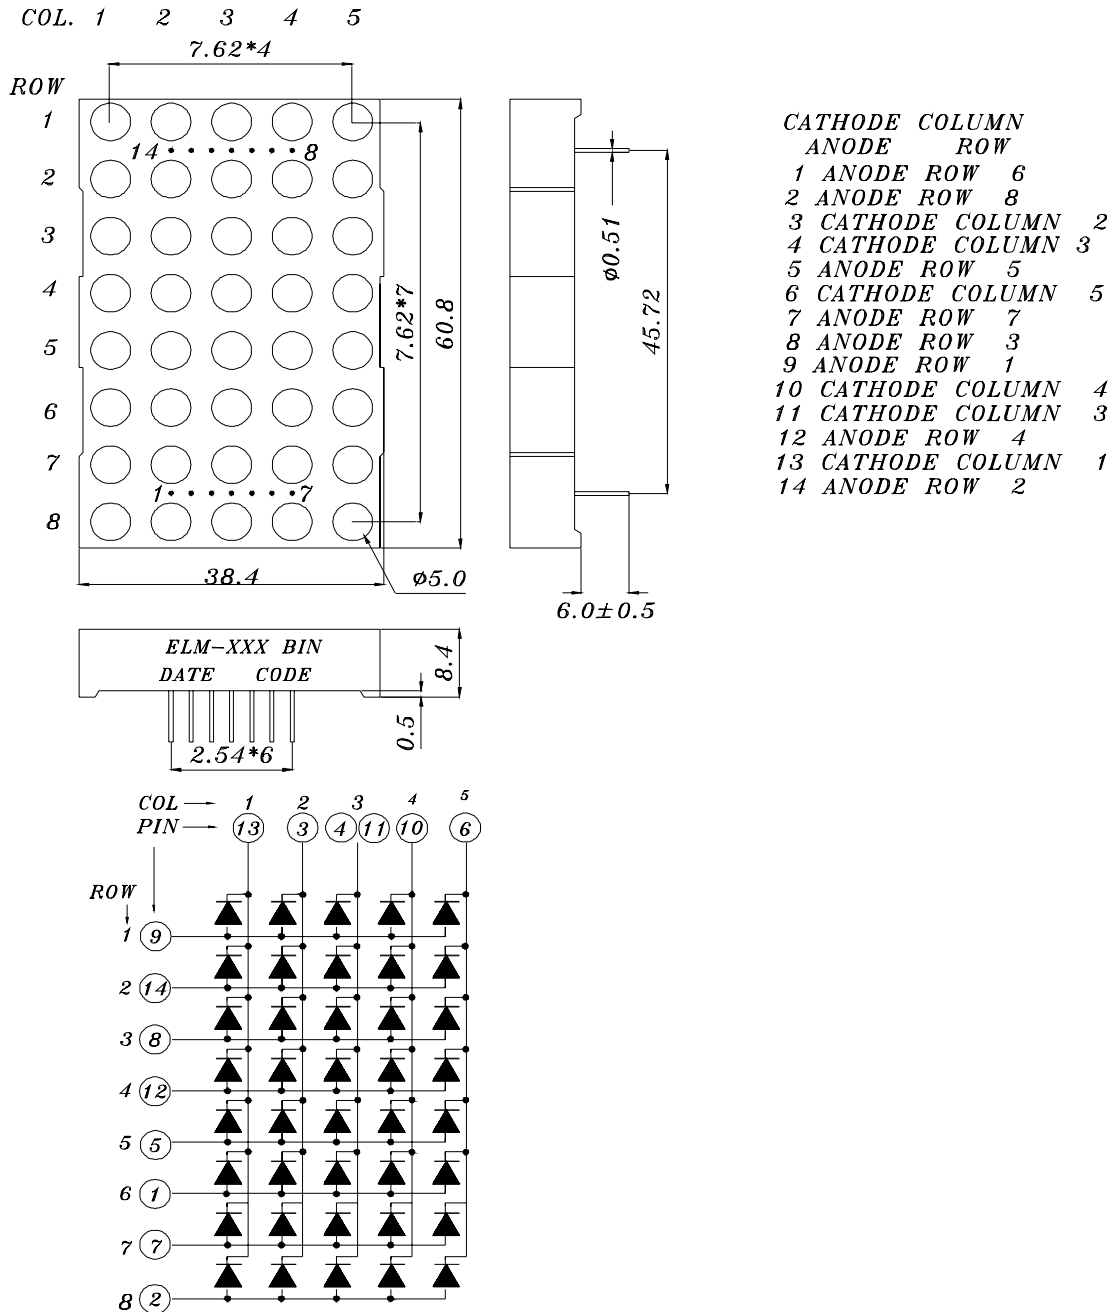 COL. 1 2 3 4 5
7.62*4
ROW
1
14 8
2
3
4
5
6
7
1 7
8
7.62*7
60.8
38.4
ø5.0
ø0.51
45.72
6.0±0.5
CATHODE COLUMN
ANODE ROW
1 ANODE ROW 6
2 ANODE ROW 8
3 CATHODE COLUMN 2
4 CATHODE COLUMN 3
5 ANODE ROW 5
6 CATHODE COLUMN 5
7 ANODE ROW 7
8 ANODE ROW 3
9 ANODE ROW 1
10 CATHODE COLUMN 4
11 CATHODE COLUMN 3
12 ANODE ROW 4
13 CATHODE COLUMN 1
14 ANODE ROW 2
ELM-XXX BIN
DATE CODE
8.4
0.5
2.54*6
COL 1 2 3 4 5
PIN 13 3 4 11 10 6
ROW
1 9
2 14
3 8
4 12
5 5
6 1
7 7
8 2